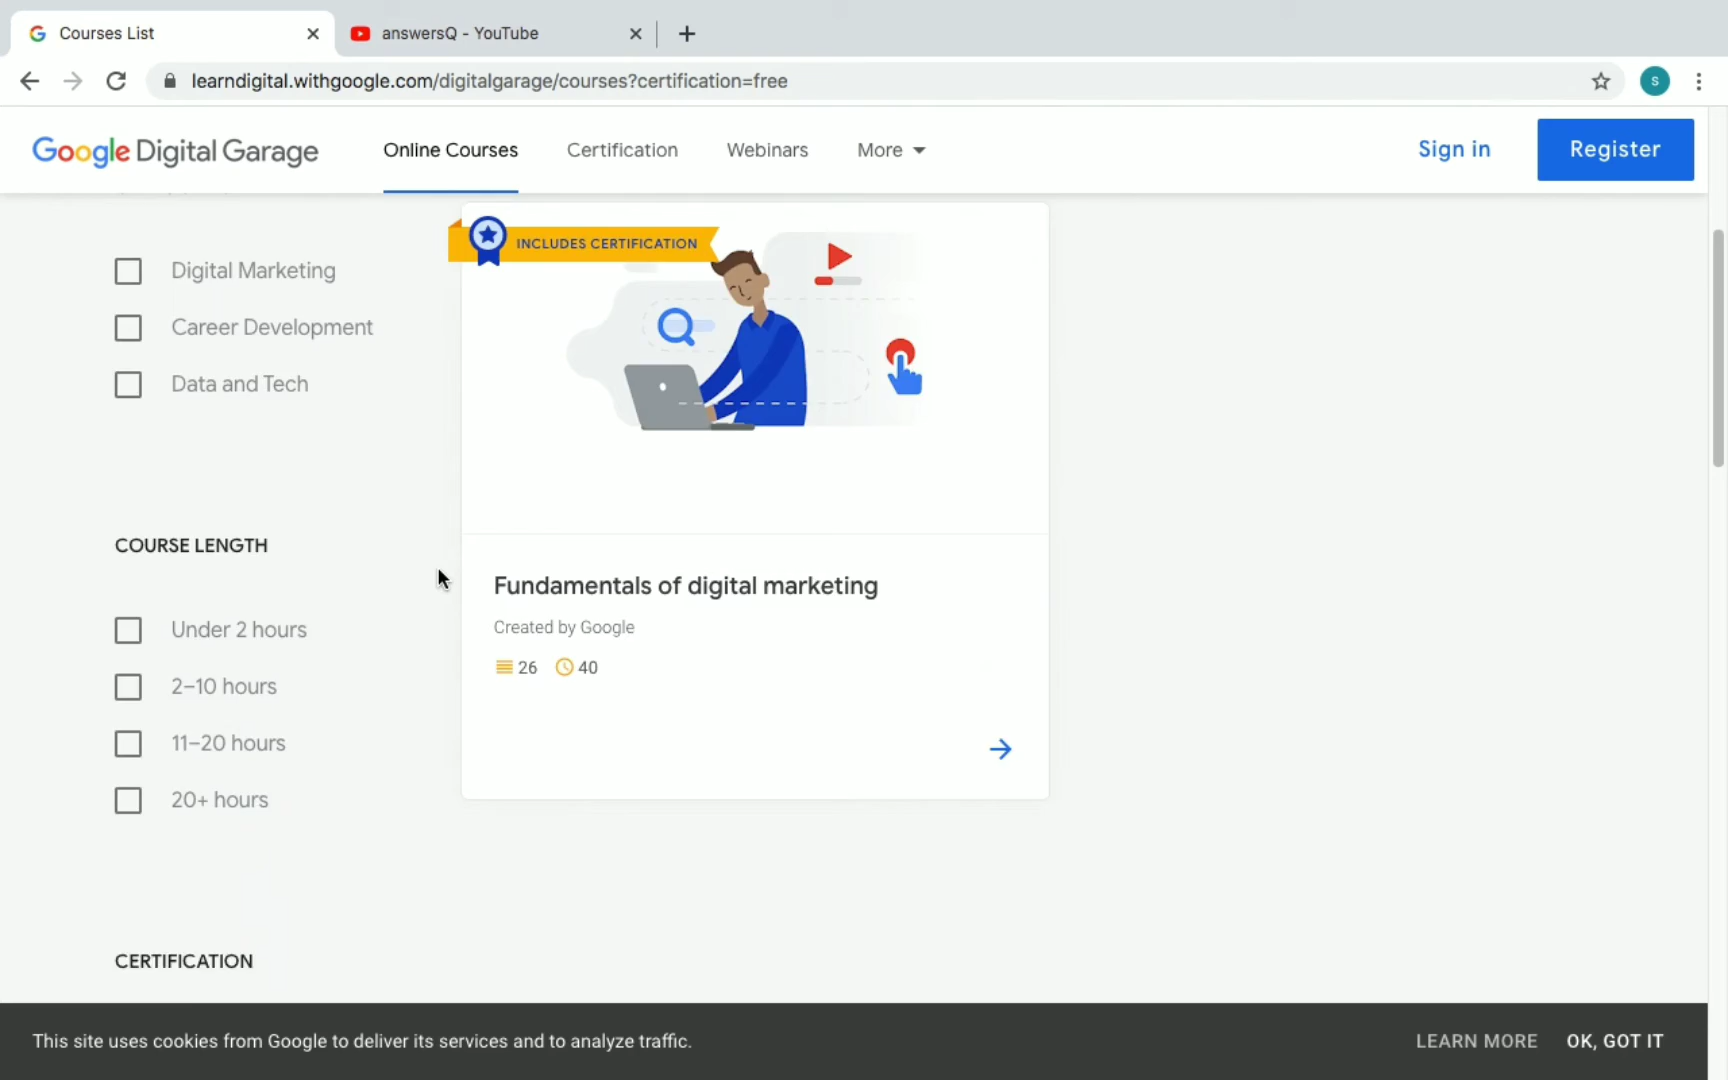 Courses List
answersQ - YouTube
learndigital.withgoogle.com/digitalgarage/courses?certification=free
S
Google Digital Garage
Online Courses
Certification
Webinars
More
Sign in
Register
INCLUDES CERTIFICATION
Digital Marketing
Career Development
Data and Tech
COURSE LENGTH
Under 2 hours
2–10 hours
11–20 hours
20+ hours
Fundamentals of digital marketing
Created by Google
26 40
CERTIFICATION
This site uses cookies from Google to deliver its services and to analyze traffic.
LEARN MORE
OK, GOT IT